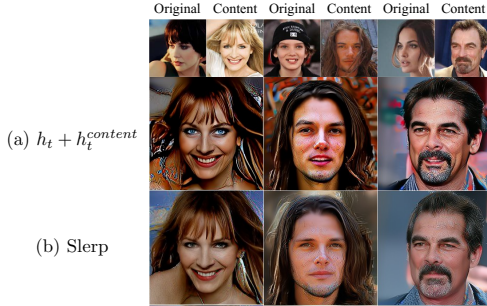 Original Content Original Content Original Content
(a) $h_t + h_t^{content}$
(b) Slerp